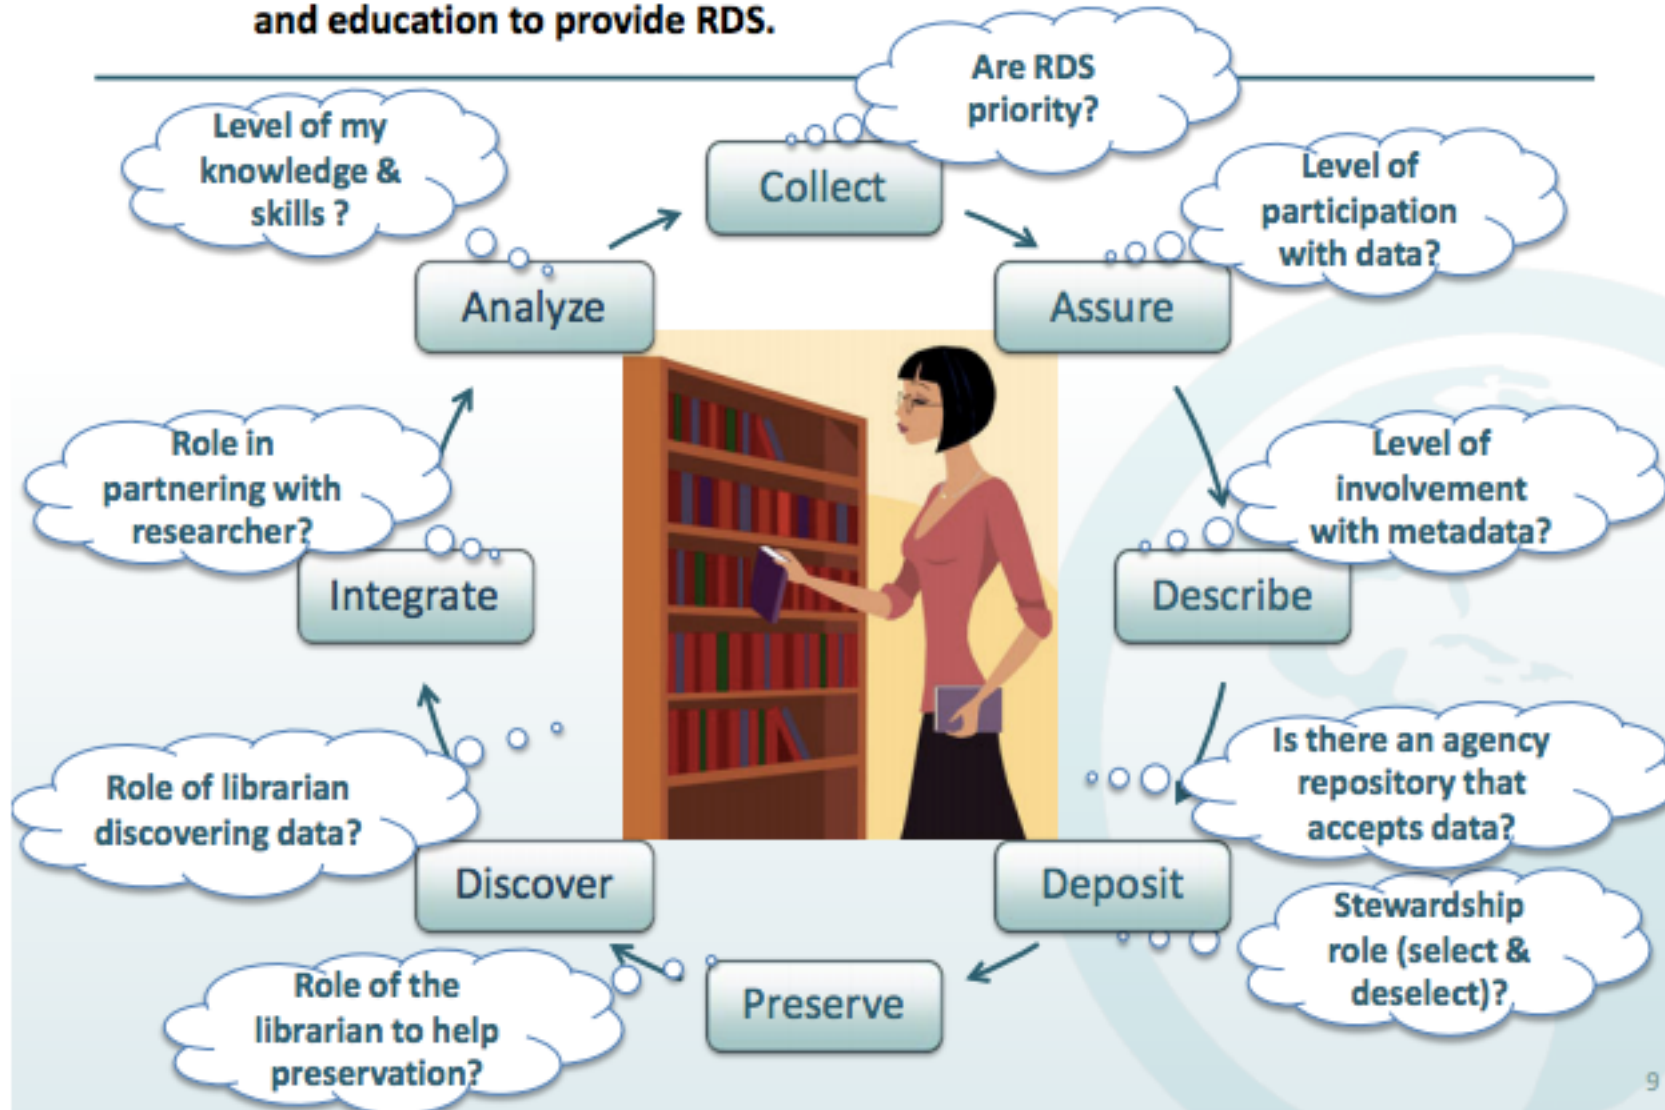 and education to provide RDS.
Are RDS
priority?
Collect
Level of
participation
with data?
Assure
Level of
involvement
with metadata?
Describe
Is there an agency
repository that
accepts data?
Deposit
Stewardship
role (select &
deselect)?
Preserve
Role of the
librarian to help
preservation?
Discover
Role of librarian
discovering data?
Integrate
Role in
partnering with
researcher?
Analyze
Level of my
knowledge &
skills ?
9